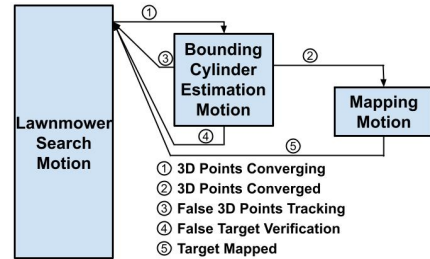 ①
Bounding
Cylinder
Estimation
Motion
③
②
Lawnmower
Search
Motion
Mapping
Motion
④
⑤
① 3D Points Converging
② 3D Points Converged
③ False 3D Points Tracking
④ False Target Verification
⑤ Target Mapped